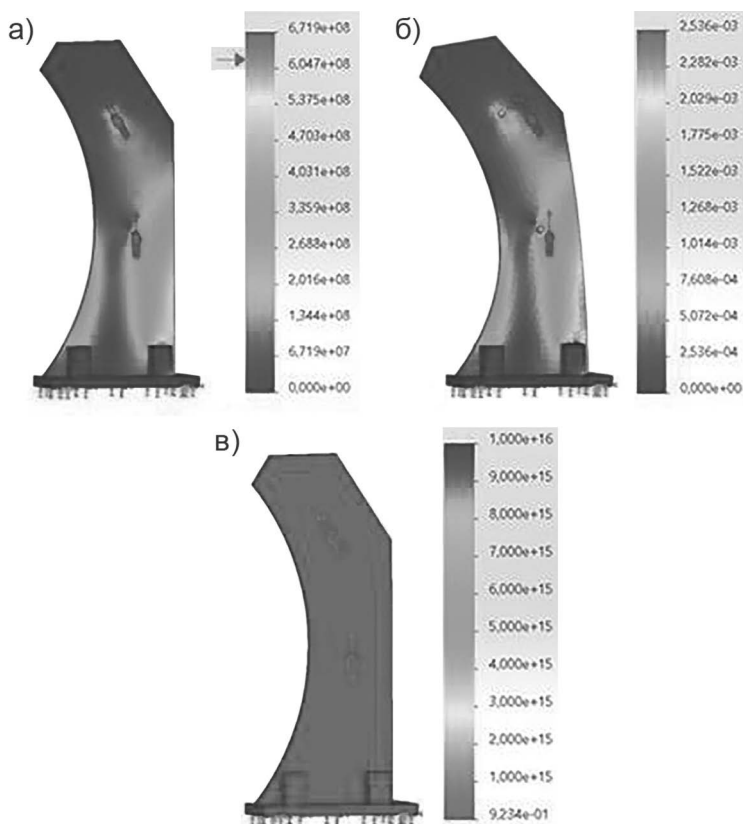 а)
6,719e+08
6,047e+08
5,375e+08
4,703e+08
4,031e+08
3,359e+08
2,688e+08
2,016e+08
1,344e+08
6,719e+07
0,000e+00
б)
2,536e-03
2,282e-03
2,029e-03
1,775e-03
1,522e-03
1,268e-03
1,014e-03
7,608e-04
5,072e-04
2,536e-04
0,000e+00
в)
1,000e+16
9,000e+15
8,000e+15
7,000e+15
6,000e+15
5,000e+15
4,000e+15
3,000e+15
2,000e+15
1,000e+15
9,234e-01